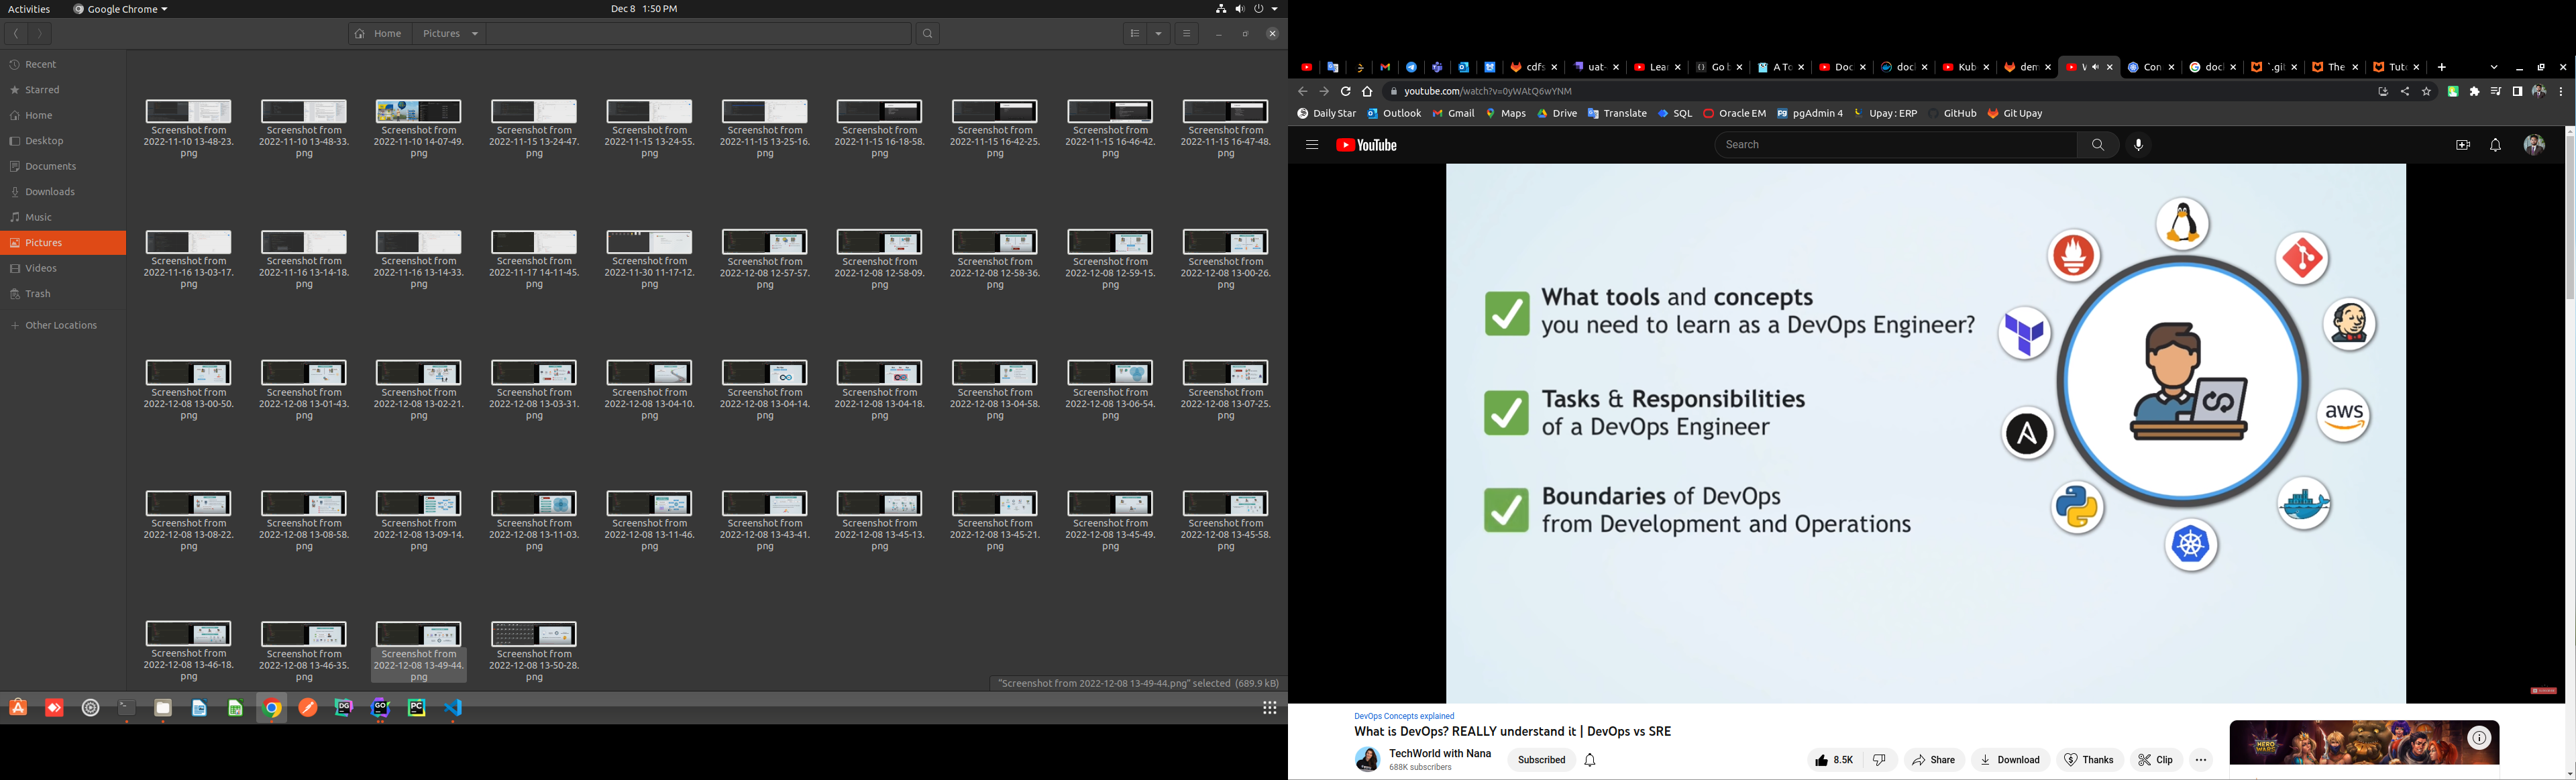 Activities
Google Chrome
Dec 8 1:50 PM
Home
Pictures
Recent
Starred
Home
Desktop
Documents
Downloads
Music
Pictures
Videos
Trash
Other Locations
Screenshot from 2022-11-10 13-48-23.png
Screenshot from 2022-11-10 13-48-33.png
Screenshot from 2022-11-10 14-07-49.png
Screenshot from 2022-11-15 13-24-47.png
Screenshot from 2022-11-15 13-24-55.png
Screenshot from 2022-11-15 13-25-16.png
Screenshot from 2022-11-15 16-18-58.png
Screenshot from 2022-11-15 16-42-25.png
Screenshot from 2022-11-15 16-46-42.png
Screenshot from 2022-11-15 16-47-48.png
Screenshot from 2022-11-16 13-03-17.png
Screenshot from 2022-11-16 13-14-18.png
Screenshot from 2022-11-16 13-14-33.png
Screenshot from 2022-11-17 14-11-45.png
Screenshot from 2022-11-30 11-17-12.png
Screenshot from 2022-12-08 12-57-57.png
Screenshot from 2022-12-08 12-58-09.png
Screenshot from 2022-12-08 12-58-36.png
Screenshot from 2022-12-08 12-59-15.png
Screenshot from 2022-12-08 13-00-26.png
Screenshot from 2022-12-08 13-00-50.png
Screenshot from 2022-12-08 13-01-43.png
Screenshot from 2022-12-08 13-02-21.png
Screenshot from 2022-12-08 13-03-31.png
Screenshot from 2022-12-08 13-04-10.png
Screenshot from 2022-12-08 13-04-14.png
Screenshot from 2022-12-08 13-04-18.png
Screenshot from 2022-12-08 13-04-58.png
Screenshot from 2022-12-08 13-06-54.png
Screenshot from 2022-12-08 13-07-25.png
Screenshot from 2022-12-08 13-08-22.png
Screenshot from 2022-12-08 13-08-58.png
Screenshot from 2022-12-08 13-09-14.png
Screenshot from 2022-12-08 13-11-03.png
Screenshot from 2022-12-08 13-11-46.png
Screenshot from 2022-12-08 13-43-41.png
Screenshot from 2022-12-08 13-45-13.png
Screenshot from 2022-12-08 13-45-21.png
Screenshot from 2022-12-08 13-45-49.png
Screenshot from 2022-12-08 13-45-58.png
Screenshot from 2022-12-08 13-46-18.png
Screenshot from 2022-12-08 13-46-35.png
Screenshot from 2022-12-08 13-49-44.png
Screenshot from 2022-12-08 13-50-28.png
"Screenshot from 2022-12-08 13-49-44.png" selected (689.9 kB)
cdfs
uat-
Lear
Go b
A To
Doc
doc
Kub
dem
Con
doc
`.git
The
Tut
youtube.com/watch?v=0yWAtQ6wYNM
Daily Star
Outlook
Gmail
Maps
Drive
Translate
SQL
Oracle EM
pgAdmin 4
Upay : ERP
GitHub
Git Upay
YouTube
Search
What tools and concepts
you need to learn as a DevOps Engineer?
Tasks & Responsibilities
of a DevOps Engineer
Boundaries of DevOps
from Development and Operations
aws
DevOps Concepts explained
What is DevOps? REALLY understand it | DevOps vs SRE
TechWorld with Nana
688K subscribers
Subscribed
8.5K
Share
Download
Thanks
Clip
HERO WARS